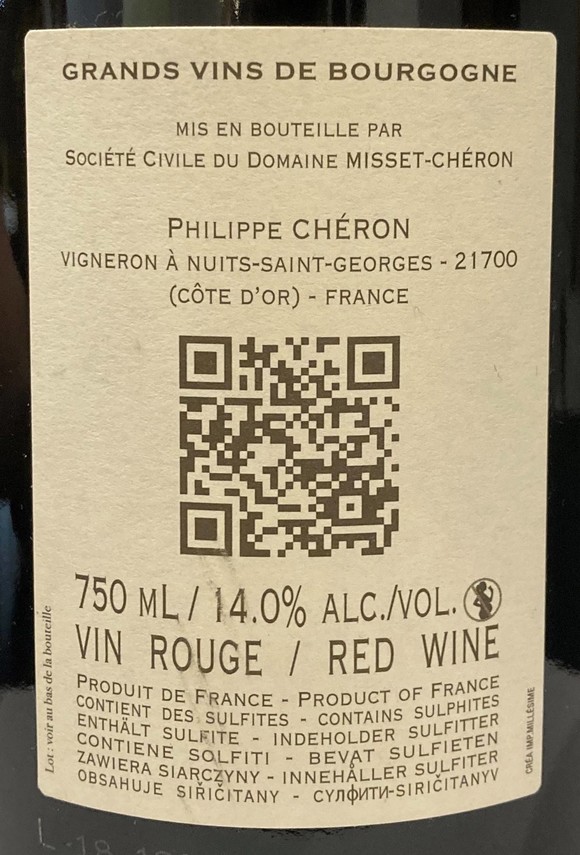 GRANDS VINS DE BOURGOGNE
MIS EN BOUTEILLE PAR
SOCIÉTÉ CIVILE DU DOMAINE MISSET-CHÉRON
PHILIPPE CHÉRON
VIGNERON À NUITS-SAINT-GEORGES - 21700
(CÔTE D'OR) - FRANCE
750 ML / 14.0% ALC./VOL.
VIN ROUGE / RED WINE
PRODUIT DE FRANCE - PRODUCT OF FRANCE
CONTIENT DES SULFITES - CONTAINS SULPHITES
ENTHÄLT SULFITE - INDEHOLDER SULFITTER
CONTIENE SOLFITI - BEVAT SULFIETEN
ZAWIERA SIARCZYNY - INNEHÅLLER SULFITER
OBSAHUJE SIŘIČITANY - СУЛФИТИ-SIRIČITANYV
Lot : voir au bas de la bouteille
CRÉA IMP.MILLÉSIME